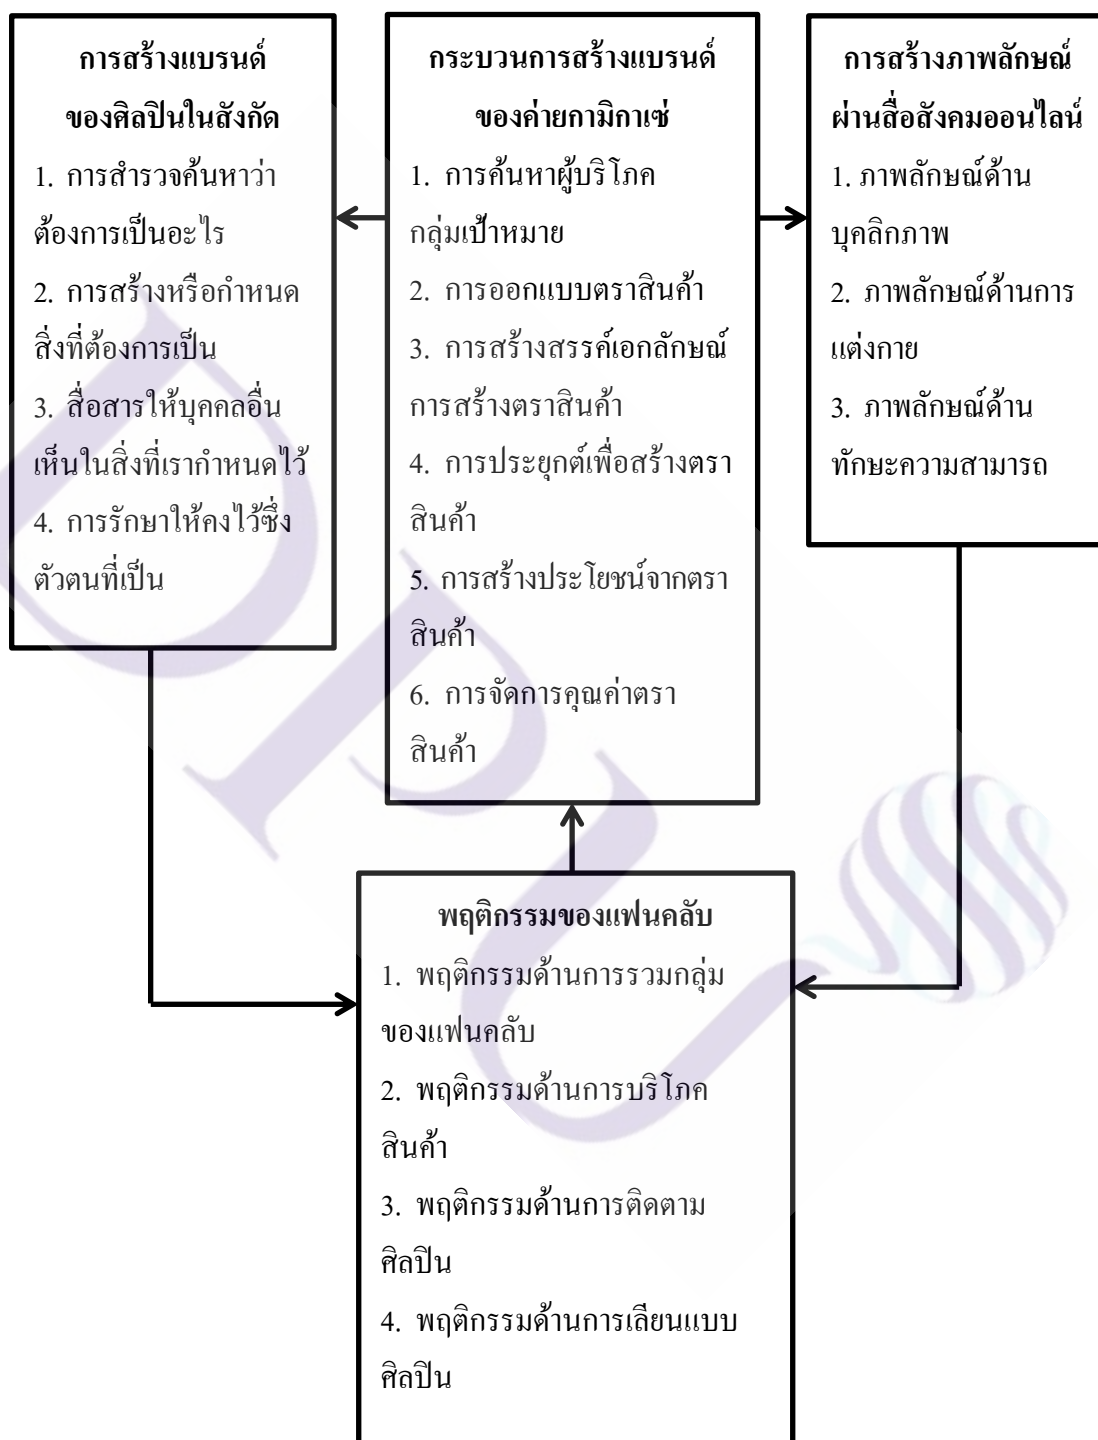 การสร้างแบรนด์
ของศิลปินในสังกัด
1. การสำรวจค้นหาว่า
ต้องการเป็นอะไร
2. การสร้างหรือกำหนด
สิ่งที่ต้องการเป็น
3. สื่อสารให้บุคคลอื่น
เห็นในสิ่งที่เรากำหนดไว้
4. การรักษาให้คงไว้ซึ่ง
ตัวตนที่เป็น
กระบวนการสร้างแบรนด์
ของค่ายกามิกาเซ่
1. การค้นหาผู้บริโภค
กลุ่มเป้าหมาย
2. การออกแบบตราสินค้า
3. การสร้างสรรค์เอกลักษณ์
การสร้างตราสินค้า
4. การประยุกต์เพื่อสร้างตรา
สินค้า
5. การสร้างประโยชน์จากตรา
สินค้า
6. การจัดการคุณค่าตรา
สินค้า
การสร้างภาพลักษณ์
ผ่านสื่อสังคมออนไลน์
1. ภาพลักษณ์ด้าน
บุคลิกภาพ
2. ภาพลักษณ์ด้านการ
แต่งกาย
3. ภาพลักษณ์ด้าน
ทักษะความสามารถ
พฤติกรรมของแฟนคลับ
1. พฤติกรรมด้านการรวมกลุ่ม
ของแฟนคลับ
2. พฤติกรรมด้านการบริโภค
สินค้า
3. พฤติกรรมด้านการติดตาม
ศิลปิน
4. พฤติกรรมด้านการเลียนแบบ
ศิลปิน
DPU